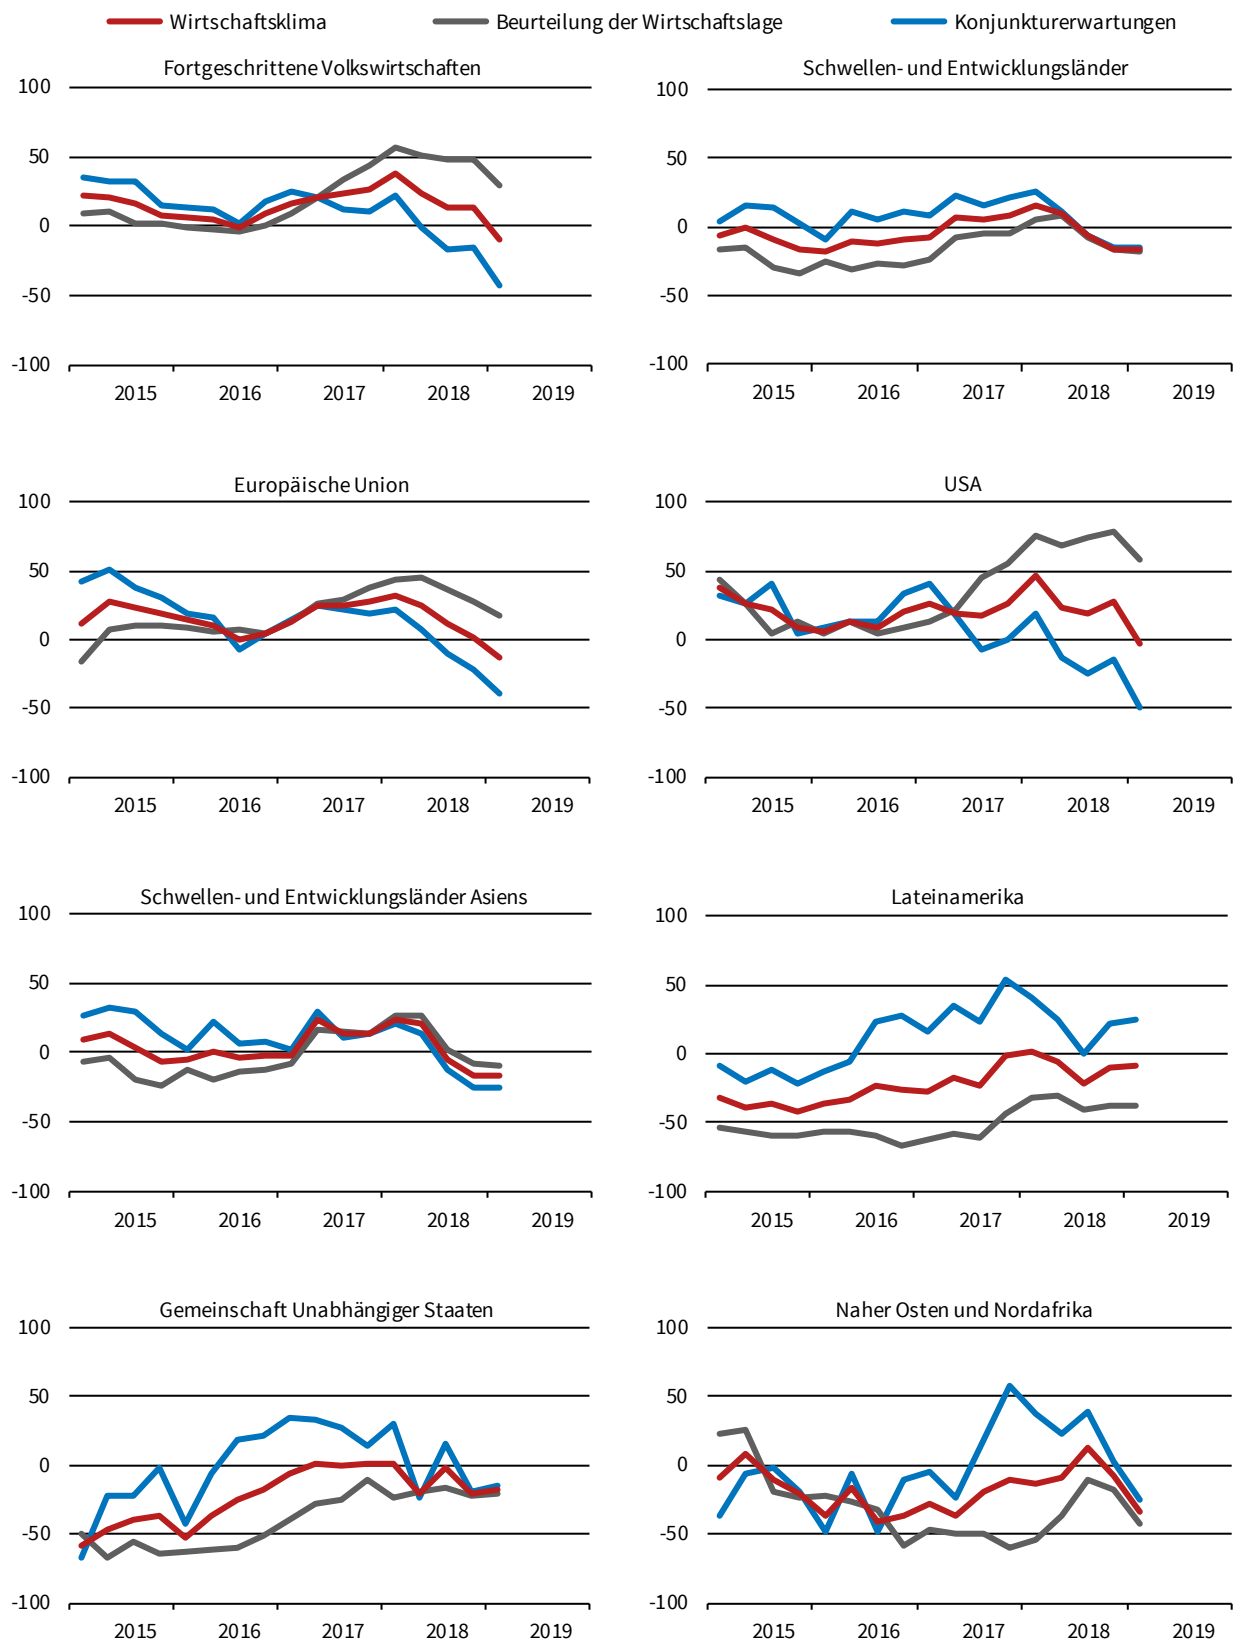 Wirtschaftsklima Beurteilung der Wirtschaftslage Konjunkturerwartungen
Fortgeschrittene Volkswirtschaften
100
50
0
-50
-100
2015 2016 2017 2018 2019
Schwellen- und Entwicklungsländer
100
50
0
-50
-100
2015 2016 2017 2018 2019
Europäische Union
100
50
0
-50
-100
2015 2016 2017 2018 2019
USA
100
50
0
-50
-100
2015 2016 2017 2018 2019
Schwellen- und Entwicklungsländer Asiens
100
50
0
-50
-100
2015 2016 2017 2018 2019
Lateinamerika
100
50
0
-50
-100
2015 2016 2017 2018 2019
Gemeinschaft Unabhängiger Staaten
100
50
0
-50
-100
2015 2016 2017 2018 2019
Naher Osten und Nordafrika
100
50
0
-50
-100
2015 2016 2017 2018 2019